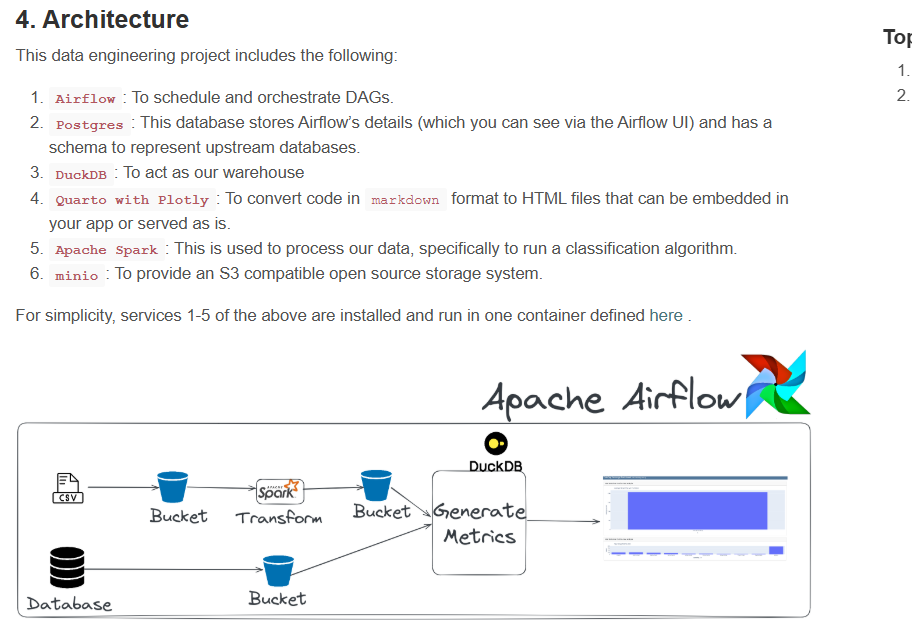 4. Architecture
This data engineering project includes the following:
1. Airflow : To schedule and orchestrate DAGs.
2. Postgres : This database stores Airflow’s details (which you can see via the Airflow UI) and has a
schema to represent upstream databases.
3. DuckDB : To act as our warehouse
4. Quarto with Plotly : To convert code in markdown format to HTML files that can be embedded in
your app or served as is.
5. Apache Spark : This is used to process our data, specifically to run a classification algorithm.
6. minio : To provide an S3 compatible open source storage system.
For simplicity, services 1-5 of the above are installed and run in one container defined here .
Top
1.
2.
Apache Airflow
DuckDB
CSV
Bucket
APACHE Spark
Transform
Bucket
Generate
Metrics
Database
Bucket